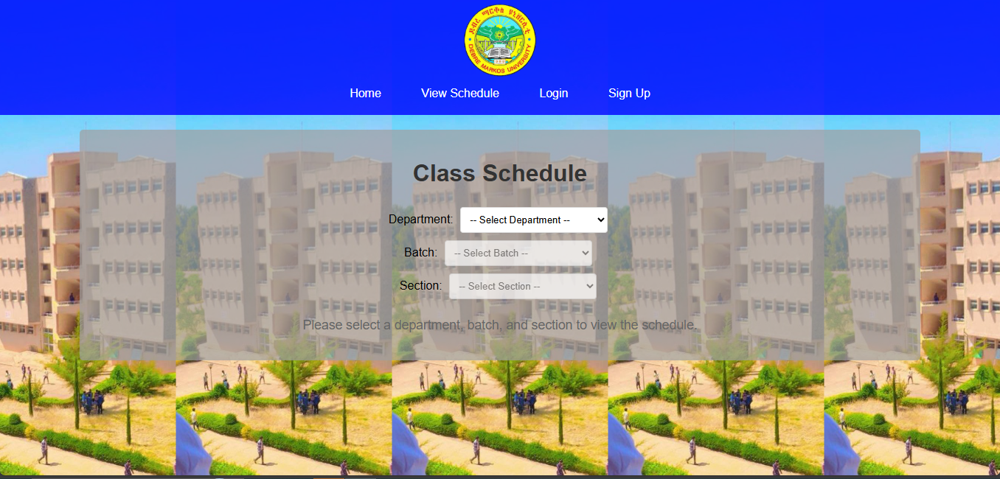 ደብረ ማርቆስ ዩኒቨርሲቲ
DEBRE MARKOS UNIVERSITY
Home View Schedule Login Sign Up
Class Schedule
Department: -- Select Department --
Batch: -- Select Batch --
Section: -- Select Section --
Please select a department, batch, and section to view the schedule.